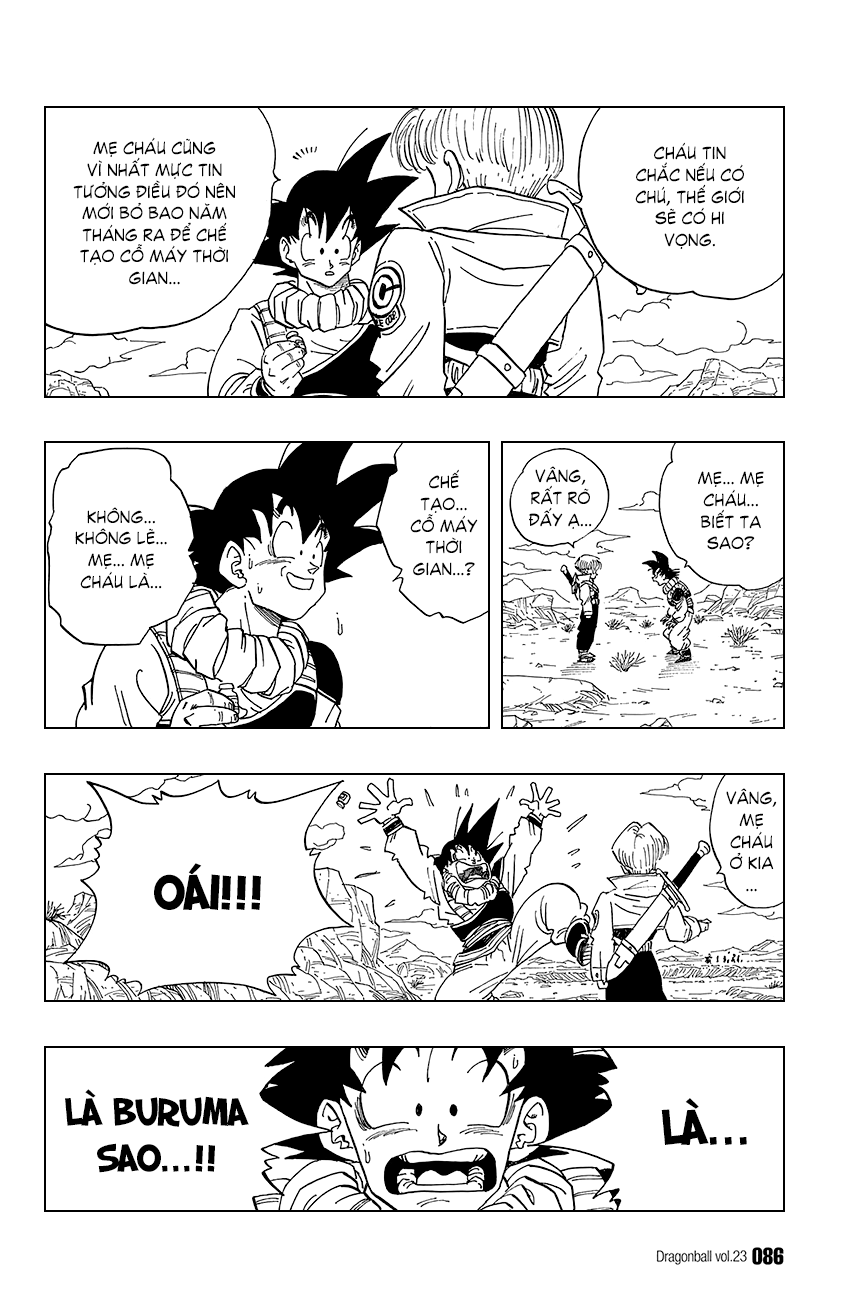 CHÁU TIN
CHẮC NẾU CÓ
CHÚ, THẾ GIỚI
SẼ CÓ HI
VỌNG.
MẸ CHÁU CŨNG
VÌ NHẤT MỰC TIN
TƯỞNG ĐIỀU ĐÓ NÊN
MỚI BỎ BAO NĂM
THÁNG RA ĐỂ CHẾ
TẠO CỖ MÁY THỜI
GIAN...
MẸ... MẸ
CHÁU...
BIẾT TA
SAO?
VÂNG,
RẤT RÕ
ĐẤY Ạ...
CHẾ
TẠO...
CỖ MÁY
THỜI
GIAN...?
KHÔNG...
KHÔNG LẼ...
MẸ... MẸ
CHÁU LÀ...
VÂNG,
MẸ
CHÁU
Ở KIA
...
OÁI!!!
LÀ...
LÀ BURUMA
SAO...!!
Dragonball vol.23 086